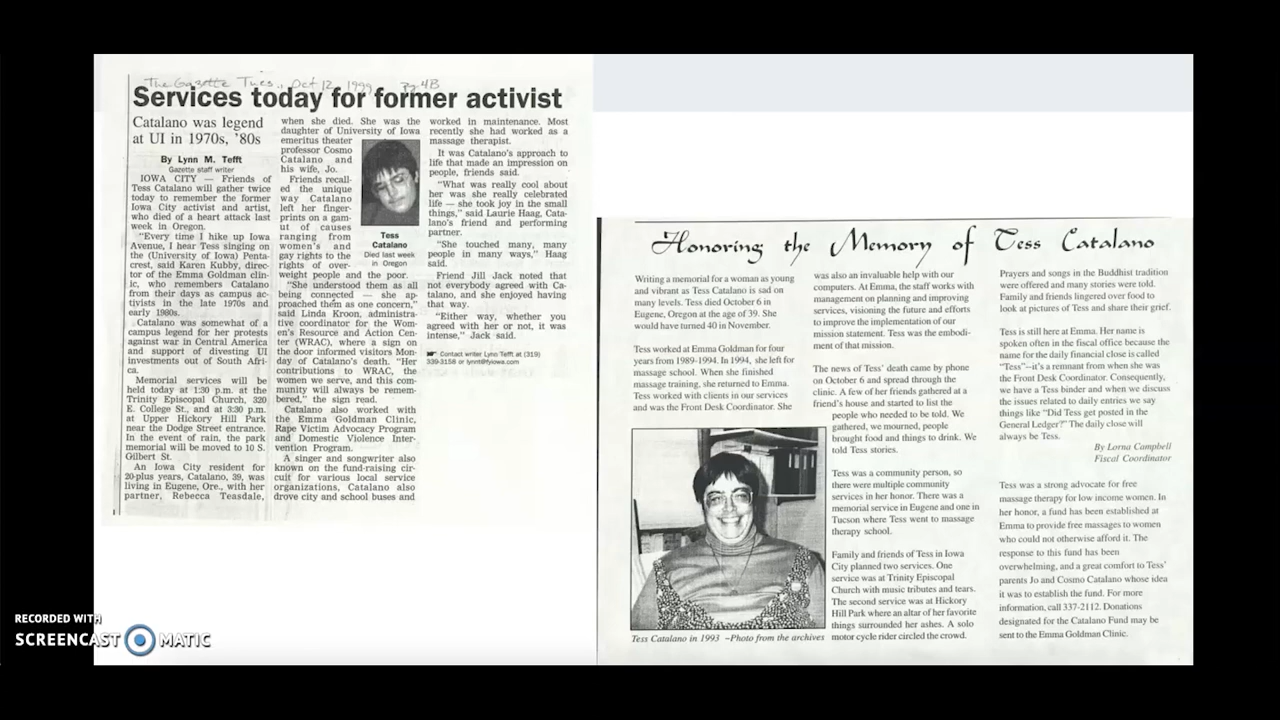 The Gazette Tues., Oct 12, 1999 Pg 4B
Services today for former activist
Catalano was legend
at UI in 1970s, '80s
By Lynn M. Tefft
Gazette staff writer
IOWA CITY — Friends of
Tess Catalano will gather twice
today to remember the former
Iowa City activist and artist,
who died of a heart attack last
week in Oregon.
"Every time I hike up Iowa
Avenue, I hear Tess singing on
the (University of Iowa) Penta-
crest, said Karen Kubby, direc-
tor of the Emma Goldman clin-
ic, who remembers Catalano
from their days as campus ac-
tivists in the late 1970s and
early 1980s.
Catalano was somewhat of a
campus legend for her protests
against war in Central America
and support of divesting UI
investments out of South Afri-
ca.
Memorial services will be
held today at 1:30 p.m. at the
Trinity Episcopal Church, 320
E. College St., and at 3:30 p.m.
at Upper Hickory Hill Park
near the Dodge Street entrance.
In the event of rain, the park
memorial will be moved to 10 S.
Gilbert St.
An Iowa City resident for
20-plus years, Catalano, 39, was
living in Eugene, Ore., with her
partner, Rebecca Teasdale,
when she died. She was the
daughter of University of Iowa
emeritus theater
professor Cosmo
Catalano and
his wife, Jo.
Friends recall-
ed the unique
way Catalano
left her finger-
prints on a gam-
ut of causes
ranging from
women's and
gay rights to the
rights of over-
weight people and the poor.
"She understood them as all
being connected — she ap-
proached them as one concern,"
said Linda Kroon, administra-
tive coordinator for the Wom-
en's Resource and Action Cen-
ter (WRAC), where a sign on
the door informed visitors Mon-
day of Catalano's death. "Her
contributions to WRAC, the
women we serve, and this com-
munity will always be remem-
bered," the sign read.
Catalano also worked with
the Emma Goldman Clinic,
Rape Victim Advocacy Program
and Domestic Violence Inter-
vention Program.
A singer and songwriter also
known on the fund-raising cir-
cuit for various local service
organizations, Catalano also
drove city and school buses and
Tess
Catalano
Died last week
in Oregon
worked in maintenance. Most
recently she had worked as a
massage therapist.
It was Catalano's approach to
life that made an impression on
people, friends said.
"What was really cool about
her was she really celebrated
life — she took joy in the small
things," said Laurie Haag, Cata-
lano's friend and performing
partner.
"She touched many, many
people in many ways," Haag
said.
Friend Jill Jack noted that
not everybody agreed with Ca-
talano, and she enjoyed having
that way.
"Either way, whether you
agreed with her or not, it was
intense," Jack said.
Contact writer Lynn Tefft at (319)
339-3158 or lynnt@fyiowa.com
Honoring the Memory of Tess Catalano
Writing a memorial for a woman as young
and vibrant as Tess Catalano is sad on
many levels. Tess died October 6 in
Eugene, Oregon at the age of 39. She
would have turned 40 in November.
Tess worked at Emma Goldman for four
years from 1989-1994. In 1994, she left for
massage school. When she finished
massage training, she returned to Emma.
Tess worked with clients in our services
and was the Front Desk Coordinator. She
Tess Catalano in 1993 ~Photo from the archives
was also an invaluable help with our
computers. At Emma, the staff works with
management on planning and improving
services, visioning the future and efforts
to improve the implementation of our
mission statement. Tess was the embodi-
ment of that mission.
The news of Tess' death came by phone
on October 6 and spread through the
clinic. A few of her friends gathered at a
friend's house and started to list the
people who needed to be told. We
gathered, we mourned, people
brought food and things to drink. We
told Tess stories.
Tess was a community person, so
there were multiple community
services in her honor. There was a
memorial service in Eugene and one in
Tucson where Tess went to massage
therapy school.
Family and friends of Tess in Iowa
City planned two services. One
service was at Trinity Episcopal
Church with music tributes and tears.
The second service was at Hickory
Hill Park where an altar of her favorite
things surrounded her ashes. A solo
motor cycle rider circled the crowd.
Prayers and songs in the Buddhist tradition
were offered and many stories were told.
Family and friends lingered over food to
look at pictures of Tess and share their grief.
Tess is still here at Emma. Her name is
spoken often in the fiscal office because the
name for the daily financial close is called
"Tess"--it's a remnant from when she was
the Front Desk Coordinator. Consequently,
we have a Tess binder and when we discuss
the issues related to daily entries we say
things like "Did Tess get posted in the
General Ledger?" The daily close will
always be Tess.
By Lorna Campbell
Fiscal Coordinator
Tess was a strong advocate for free
massage therapy for low income women. In
her honor, a fund has been established at
Emma to provide free massages to women
who could not otherwise afford it. The
response to this fund has been
overwhelming, and a great comfort to Tess'
parents Jo and Cosmo Catalano whose idea
it was to establish the fund. For more
information, call 337-2112. Donations
designated for the Catalano Fund may be
sent to the Emma Goldman Clinic.
RECORDED WITH
SCREENCAST MATIC